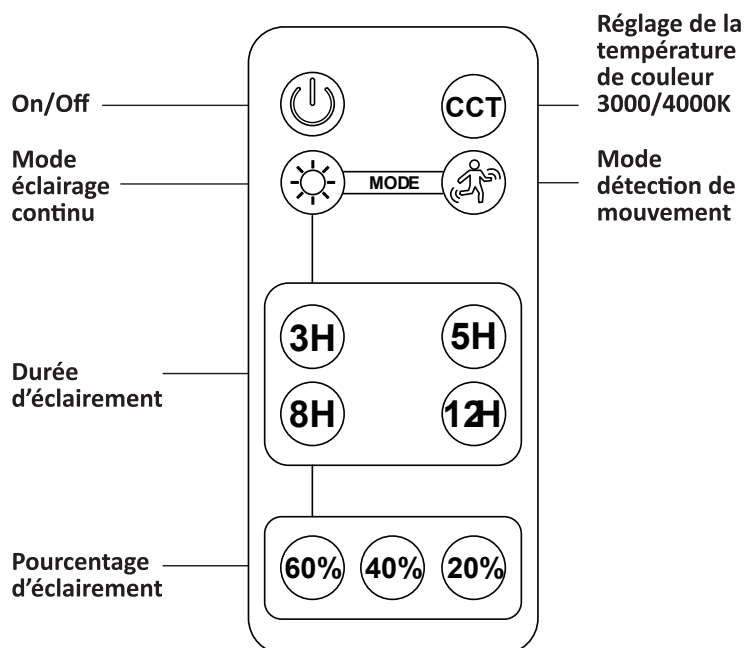 Réglage de la
température
de couleur
3000/4000K
On/Off
CCT
Mode
éclairage
continu
MODE
Mode
détection de
mouvement
3H
5H
Durée
d’éclairement
8H
12H
Pourcentage
d’éclairement
60%
40%
20%